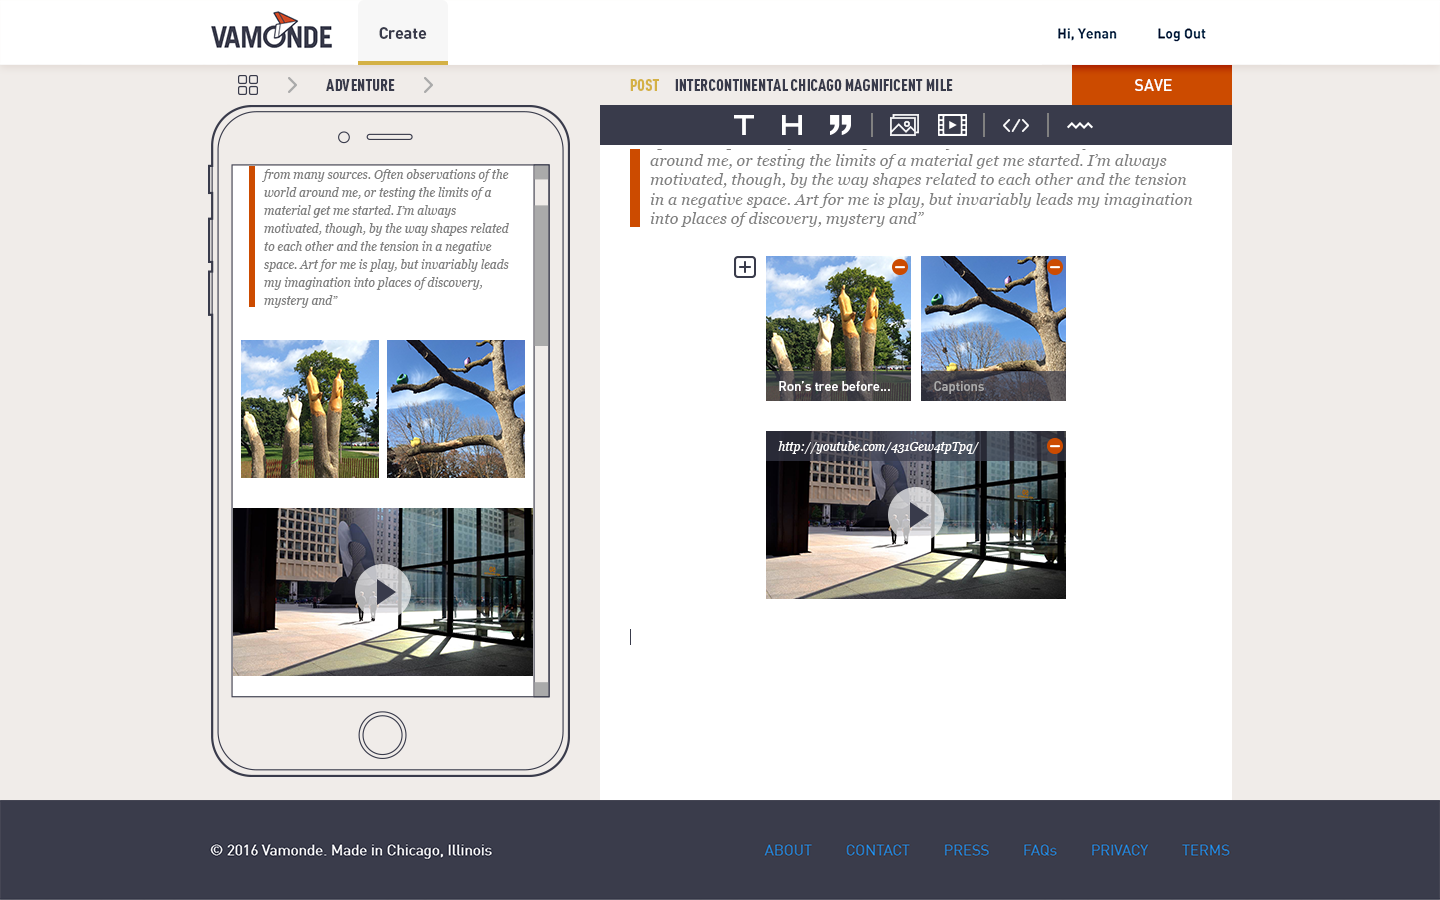 VAMONDE
Create
Hi, Yenan
Log Out
ADVENTURE
POST
INTERCONTINENTAL CHICAGO MAGNIFICENT MILE
SAVE
from many sources. Often observations of the
world around me, or testing the limits of a
material get me started. I'm always
motivated, though, by the way shapes related
to each other and the tension in a negative
space. Art for me is play, but invariably leads
my imagination into places of discovery,
mystery and”
T H ” </>
around me, or testing the limits of a material get me started. I'm always
motivated, though, by the way shapes related to each other and the tension
in a negative space. Art for me is play, but invariably leads my imagination
into places of discovery, mystery and”
Ron's tree before...
Captions
http://youtube.com/431Gew4tpTpq/
© 2016 Vamonde. Made in Chicago, Illinois
ABOUT
CONTACT
PRESS
FAQs
PRIVACY
TERMS